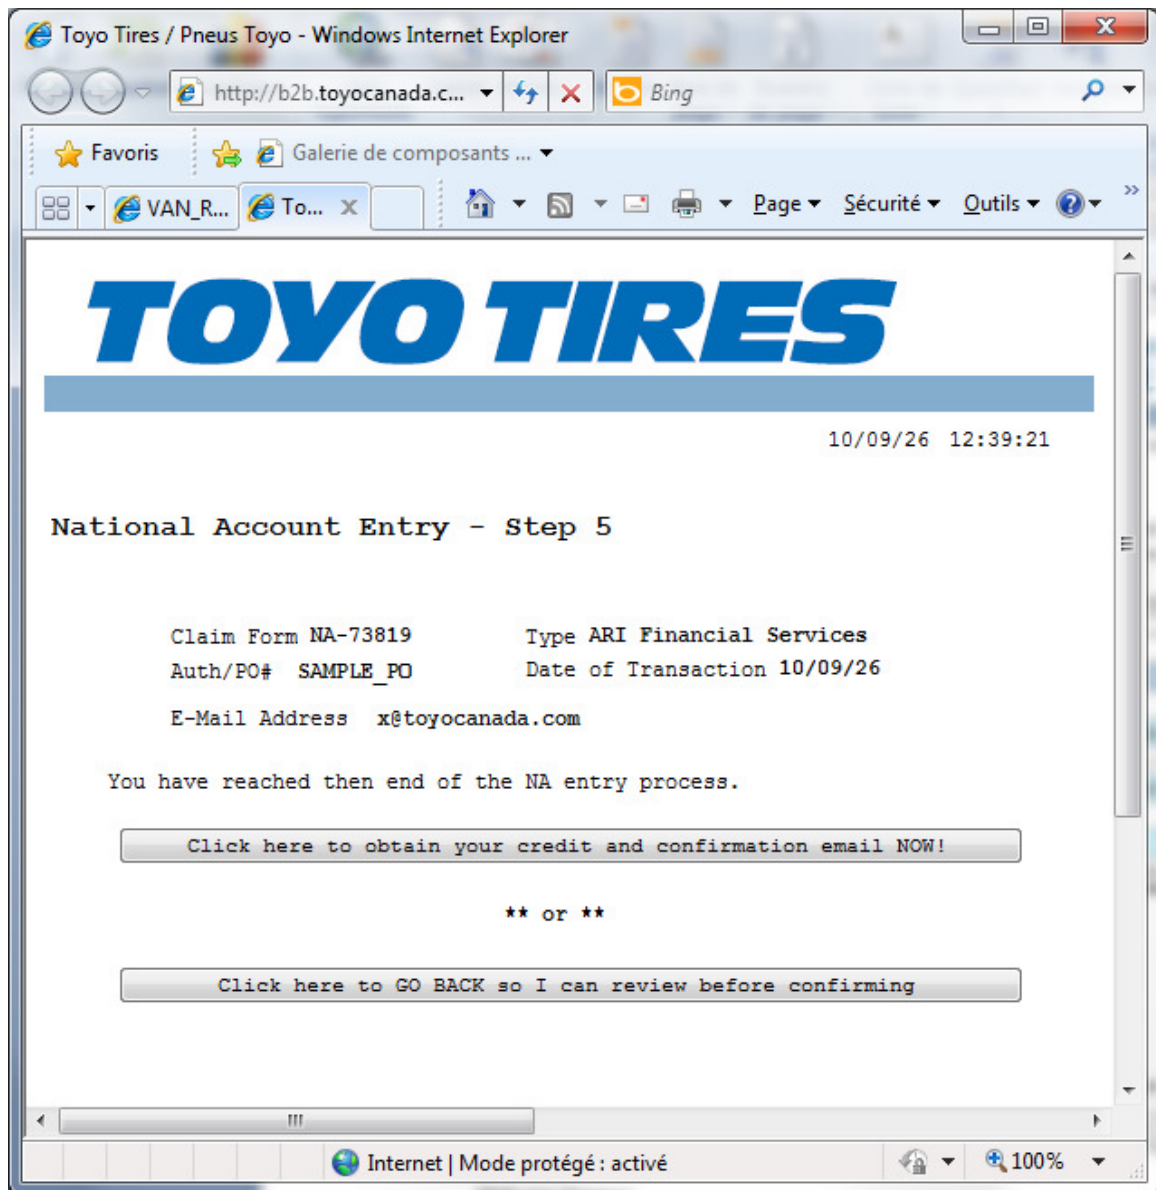 Toyo Tires / Pneus Toyo - Windows Internet Explorer
http://b2b.toyocanada.c... Bing
Favoris Galerie de composants ...
VAN_R... To... Page Sécurité Outils
TOYO TIRES
10/09/26 12:39:21
National Account Entry - Step 5
Claim Form NA-73819 Type ARI Financial Services
Auth/PO# SAMPLE_PO Date of Transaction 10/09/26
E-Mail Address x@toyocanada.com
You have reached then end of the NA entry process.
Click here to obtain your credit and confirmation email NOW!
** or **
Click here to GO BACK so I can review before confirming
Internet | Mode protégé : activé 100%